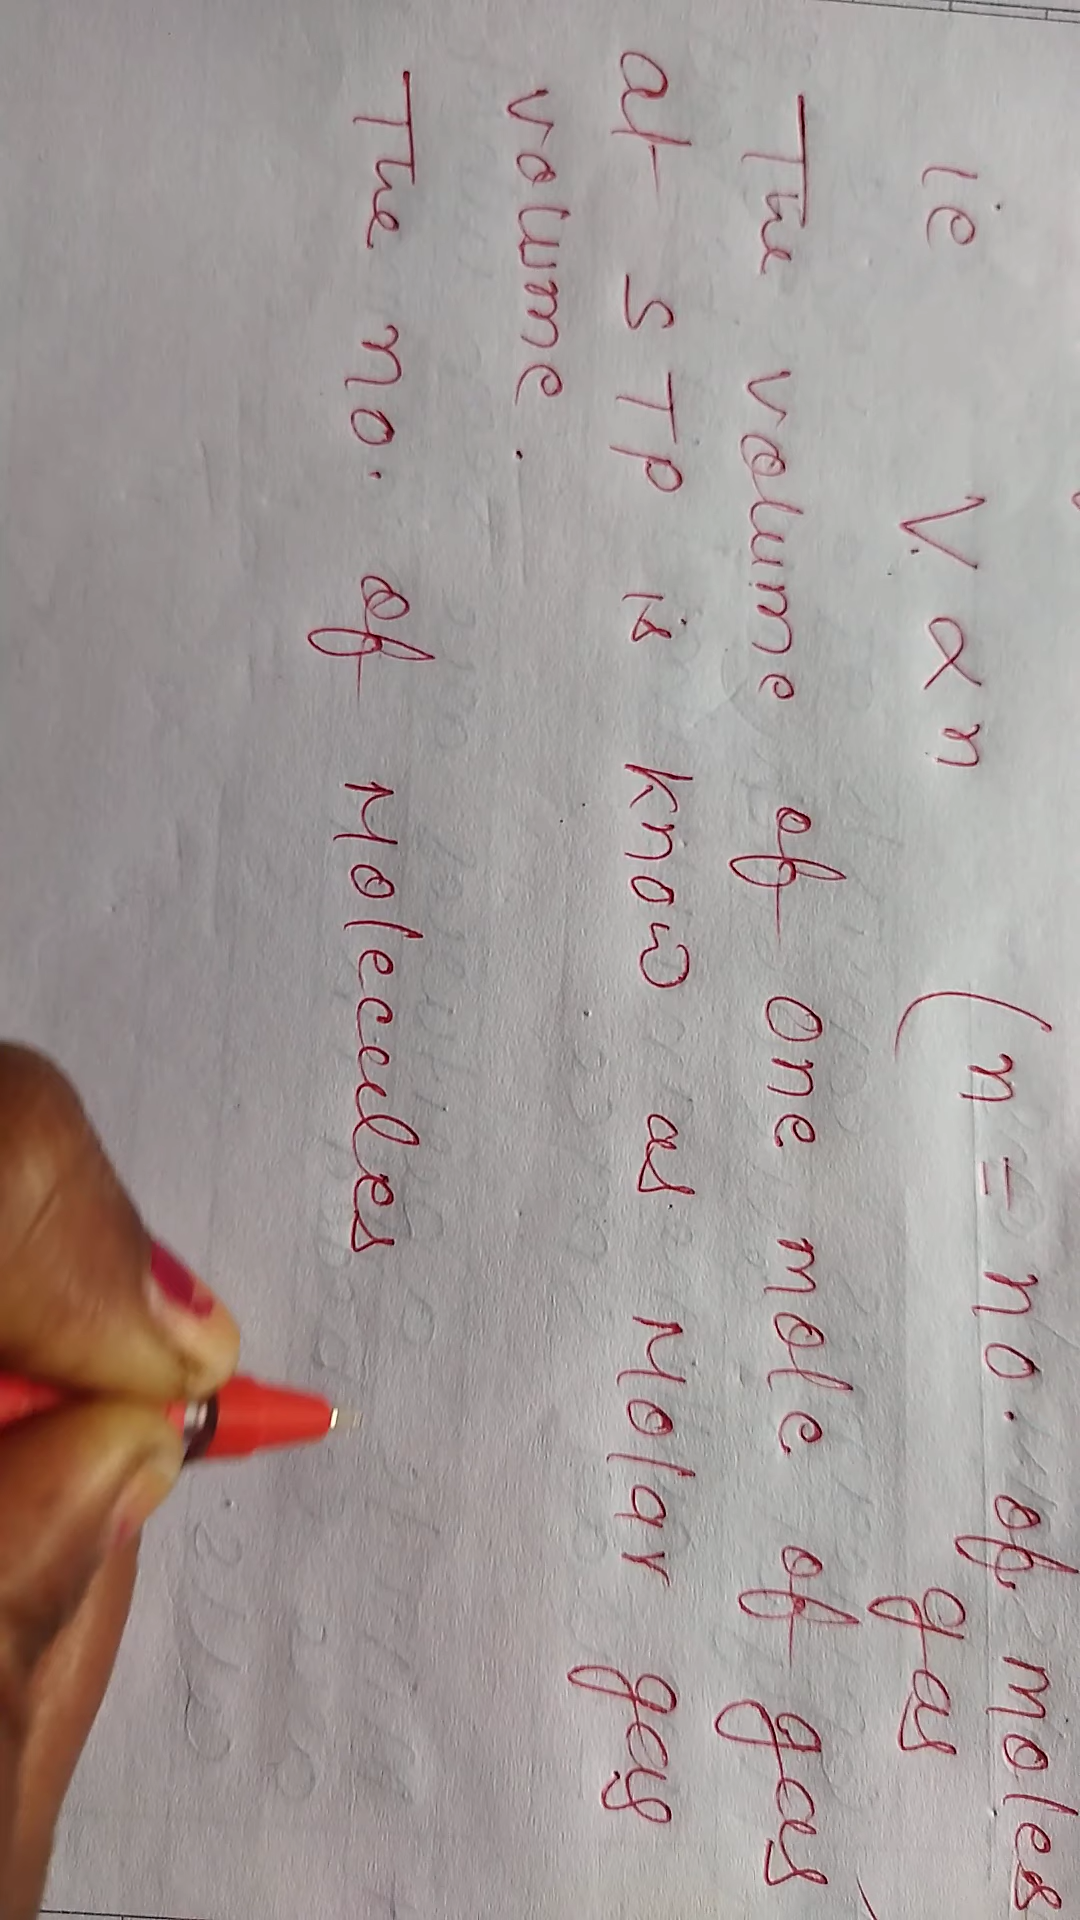 ie V ∝ n (n = no. of moles
gas
The volume of one mole of gas
at STP is know as Molar gas
volume.
The no. of Molecules